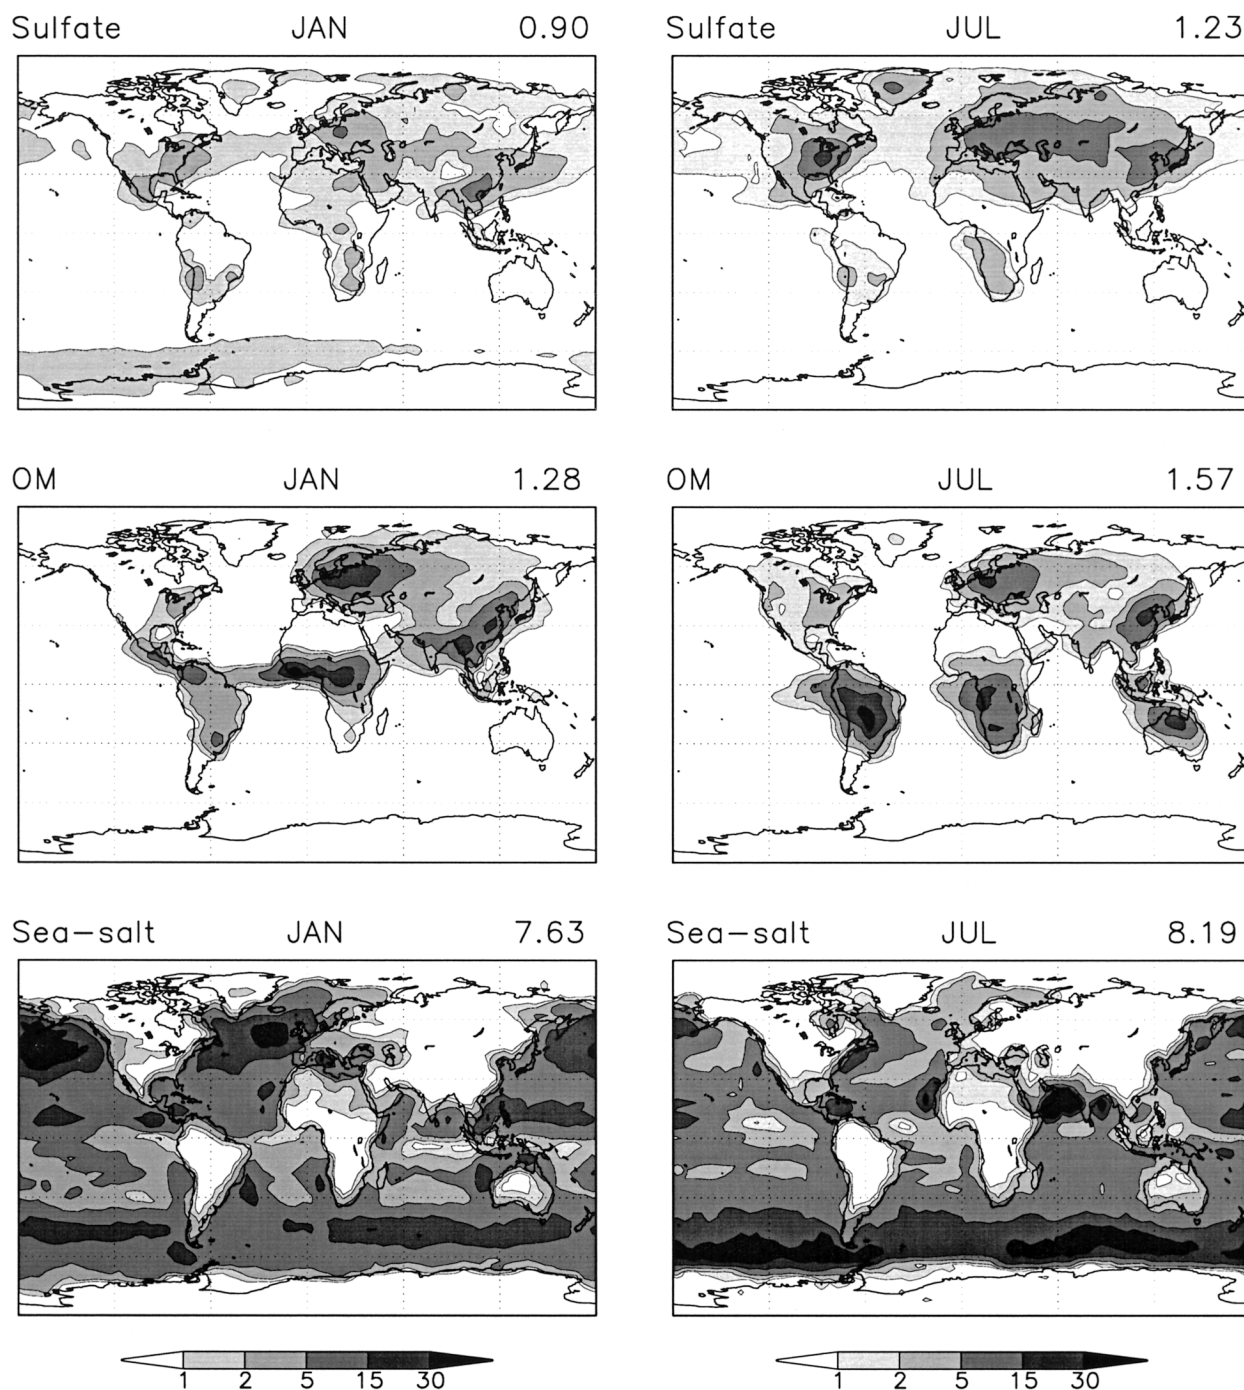 Sulfate JAN 0.90
Sulfate JUL 1.23
OM JAN 1.28
OM JUL 1.57
Sea-salt JAN 7.63
Sea-salt JUL 8.19
1 2 5 15 30
1 2 5 15 30